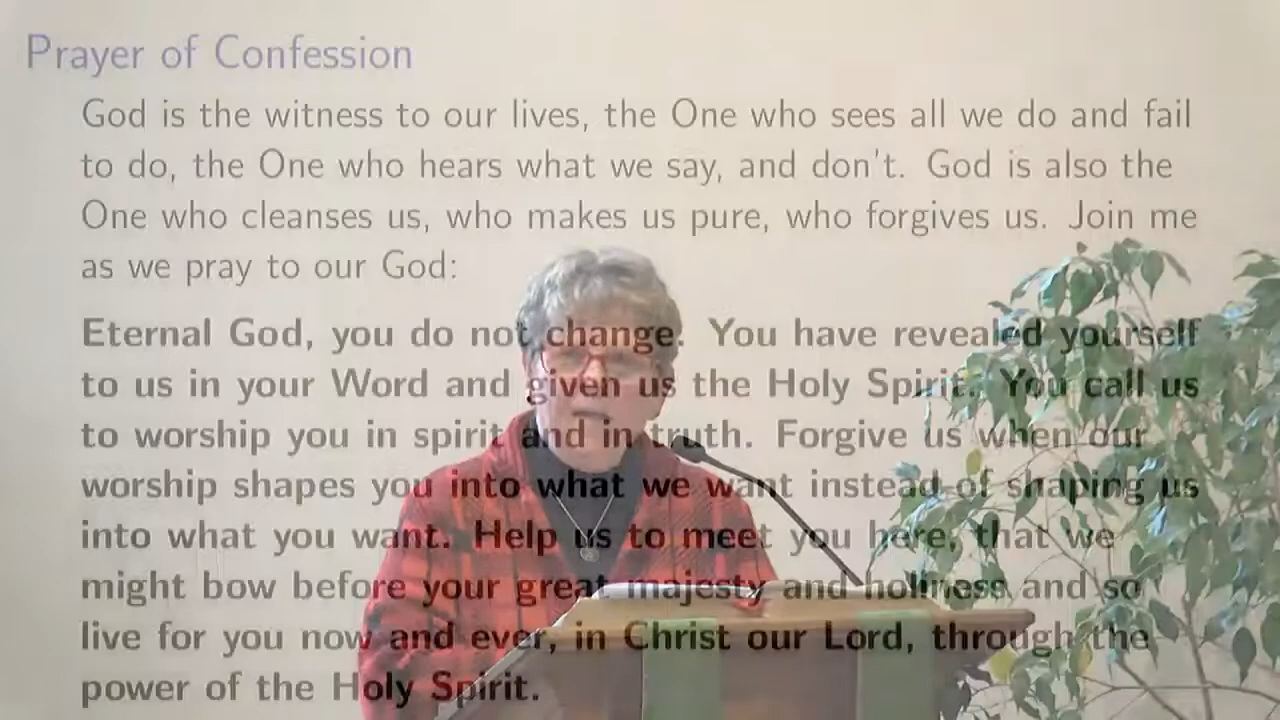 Prayer of Confession
God is the witness to our lives, the One who sees all we do and fail
to do, the One who hears what we say, and don't. God is also the
One who cleanses us, who makes us pure, who forgives us. Join me
as we pray to our God:
Eternal God, you do not change. You have revealed yourself
to us in your Word and given us the Holy Spirit. You call us
to worship you in spirit and in truth. Forgive us when our
worship shapes you into what we want instead of shaping us
into what you want. Help us to meet you here, that we
might bow before your great majesty and holiness and so
live for you now and ever, in Christ our Lord, through the
power of the Holy Spirit.